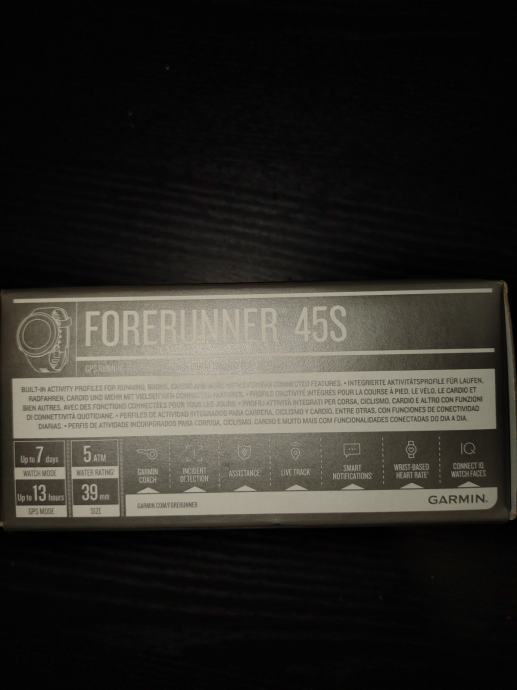 FORERUNNER 45S
GPS RUNNING
BUILT-IN ACTIVITY PROFILES FOR RUNNING, BIKING, CARDIO AND CONNECTED FEATURES. • INTEGRIERTE AKTIVITÄTSPROFILE FÜR LAUFEN,
RADFAHREN, CARDIO UND MEHR MIT VIELSEITIGEN CONNECTED FEATURES. • PROFILS D'ACTIVITÉ INTÉGRÉS POUR LA COURSE À PIED, LE VÉLO, LE CARDIO ET
BIEN AUTRES, AVEC DES FONCTIONS CONNECTÉES POUR TOUS LES JOURS. • PROFILI ATTIVITÀ INTEGRATI PER CORSA, CICLISMO, CARDIO E ALTRO CON FUNZIONI
DI CONNETTIVITÀ QUOTIDIANE. • PERFILES DE ACTIVIDAD INTEGRADOS PARA CARRERA, CICLISMO Y CARDIO, ENTRE OTRAS, CON FUNCIONES DE CONECTIVIDAD
DIARIAS. • PERFIS DE ATIVIDADE INCORPORADOS PARA CORRIDA, CICLISMO, CARDIO E MUITO MAIS COM FUNCIONALIDADES CONECTADAS DO DIA A DIA.
Up to 7 days
WATCH MODE
5 ATM
WATER RATING
Up to 13 hours
GPS MODE
39 mm
SIZE
GARMIN
COACH
INCIDENT
DETECTION
ASSISTANCE
LIVE TRACK
SMART
NOTIFICATIONS
WRIST-BASED
HEART RATE
IQ
CONNECT IQ
WATCH FACES
GARMIN.COM/FORERUNNER
GARMIN.